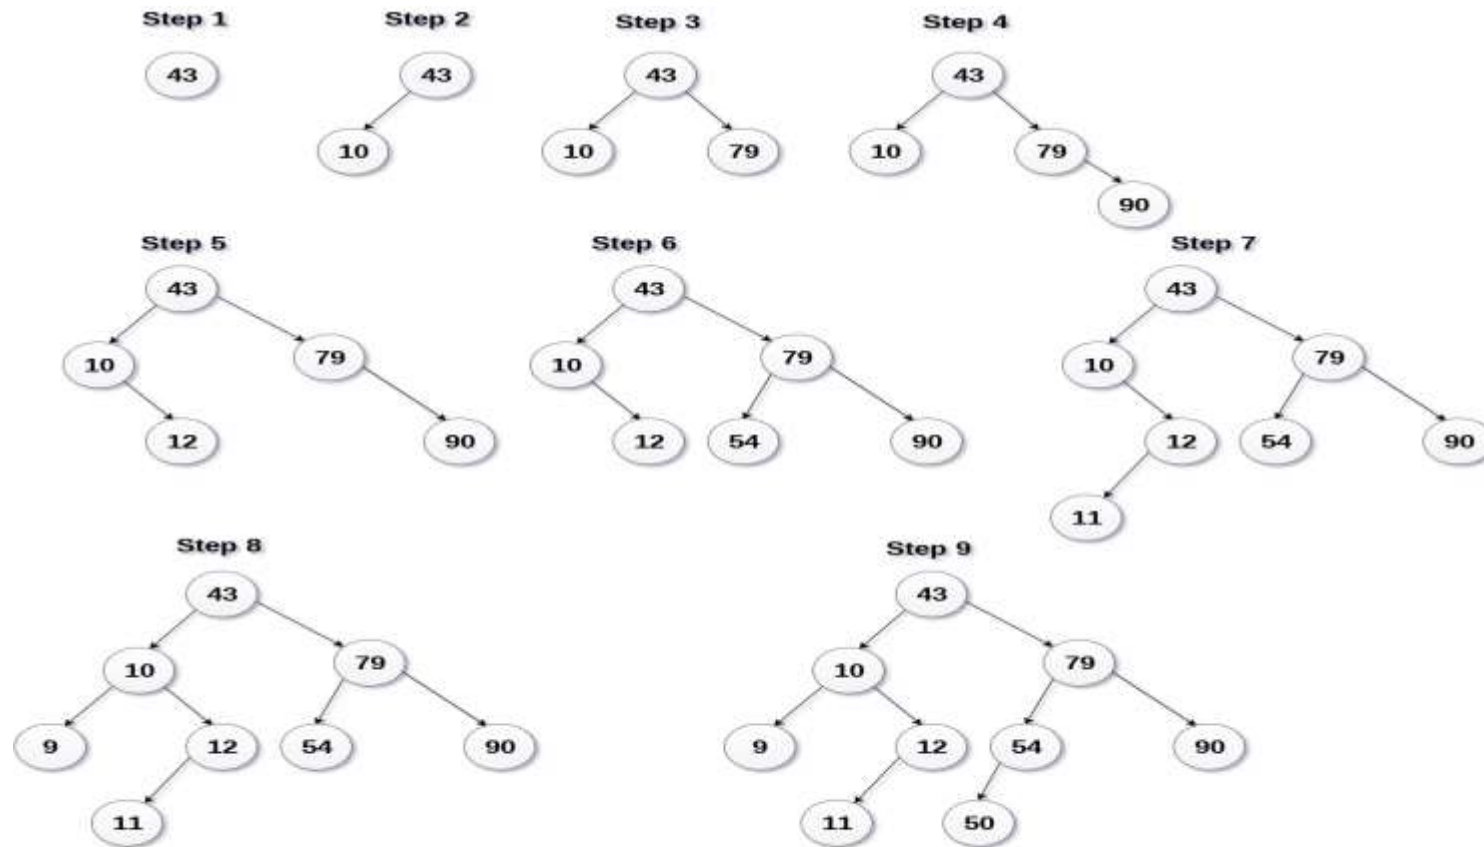 Step 1 Step 2 Step 3 Step 4
43 43 43 43
10 10 79 10 79
90
Step 5 Step 6 Step 7
43 43 43
10 79 10 79 10 79
12 90 12 54 90 12 54 90
11
Step 8 Step 9
43 43
10 79 10 79
9 12 54 90 9 12 54 90
11 11 50